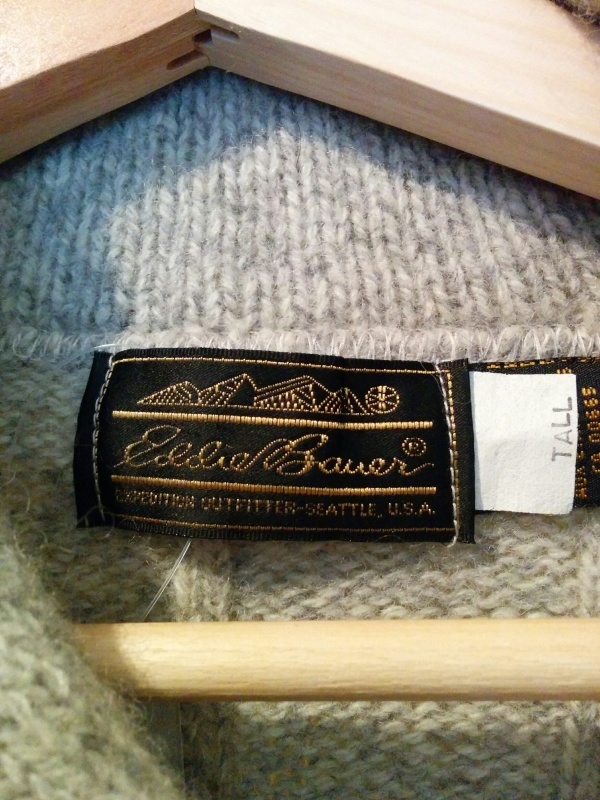 Eddie Bauer®
EXPEDITION OUTFITTER-SEATTLE, U.S.A.
TALL